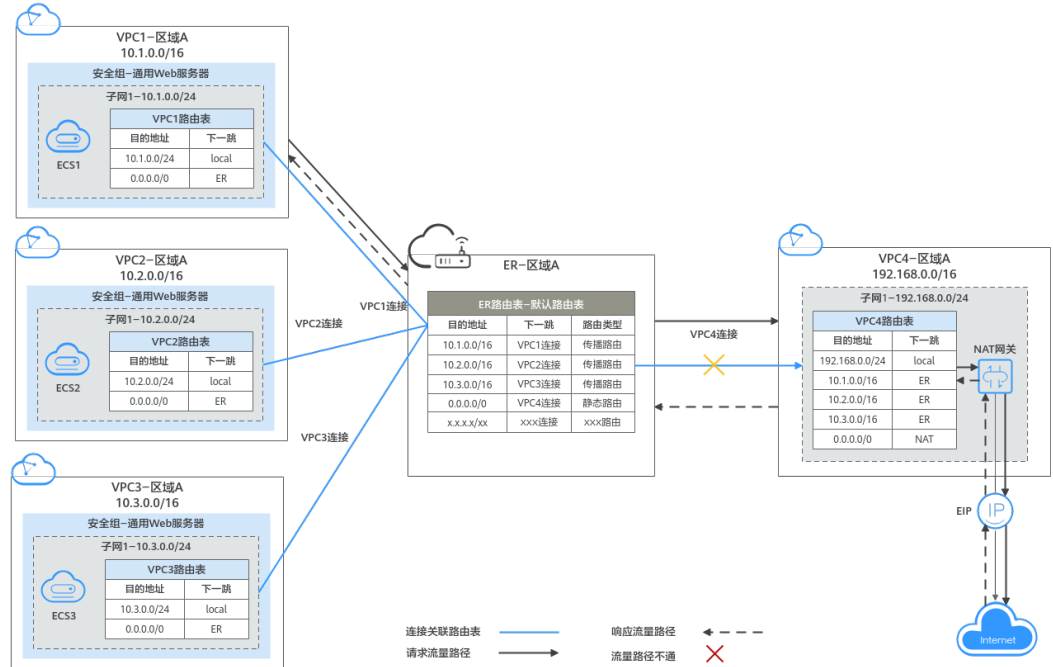 VPC1-区域A
10.1.0.0/16
安全组-通用Web服务器
子网1-10.1.0.0/24
VPC1路由表
目的地址 下一跳
10.1.0.0/24 local
0.0.0.0/0 ER
ECS1
VPC2-区域A
10.2.0.0/16
安全组-通用Web服务器
子网1-10.2.0.0/24
VPC2路由表
目的地址 下一跳
10.2.0.0/24 local
0.0.0.0/0 ER
ECS2
VPC3-区域A
10.3.0.0/16
安全组-通用Web服务器
子网1-10.3.0.0/24
VPC3路由表
目的地址 下一跳
10.3.0.0/24 local
0.0.0.0/0 ER
ECS3
VPC1连接
VPC2连接
VPC3连接
ER-区域A
ER路由表-默认路由表
目的地址 下一跳 路由类型
10.1.0.0/16 VPC1连接 传播路由
10.2.0.0/16 VPC2连接 传播路由
10.3.0.0/16 VPC3连接 传播路由
0.0.0.0/0 VPC4连接 静态路由
x.x.x.x/xx xxx连接 xxx路由
VPC4连接
VPC4-区域A
192.168.0.0/16
子网1-192.168.0.0/24
VPC4路由表
目的地址 下一跳
192.168.0.0/24 local
10.1.0.0/16 ER
10.2.0.0/16 ER
10.3.0.0/16 ER
0.0.0.0/0 NAT
NAT网关
EIP
IP
Internet
连接关联路由表
响应流量路径
请求流量路径
流量路径不通